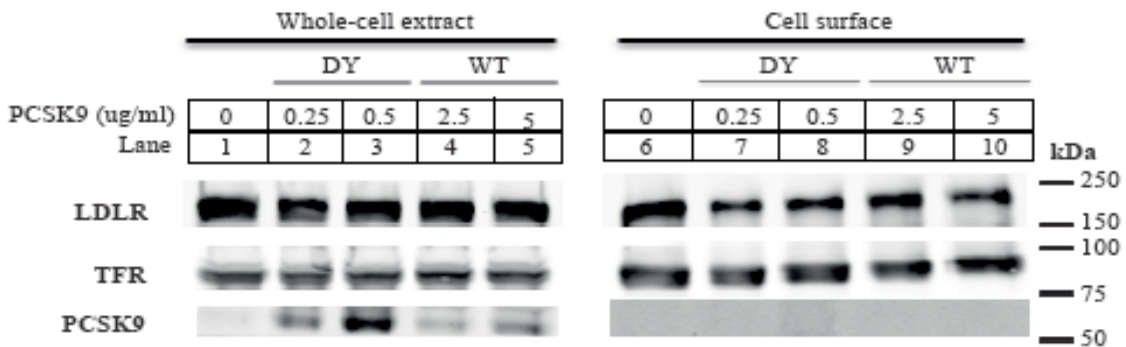 Whole-cell extract Cell surface
DY WT DY WT
PCSK9 (ug/ml) 0 0.25 0.5 2.5 5 0 0.25 0.5 2.5 5
Lane 1 2 3 4 5 6 7 8 9 10 kDa
250
LDLR
150
100
TFR
75
PCSK9
50